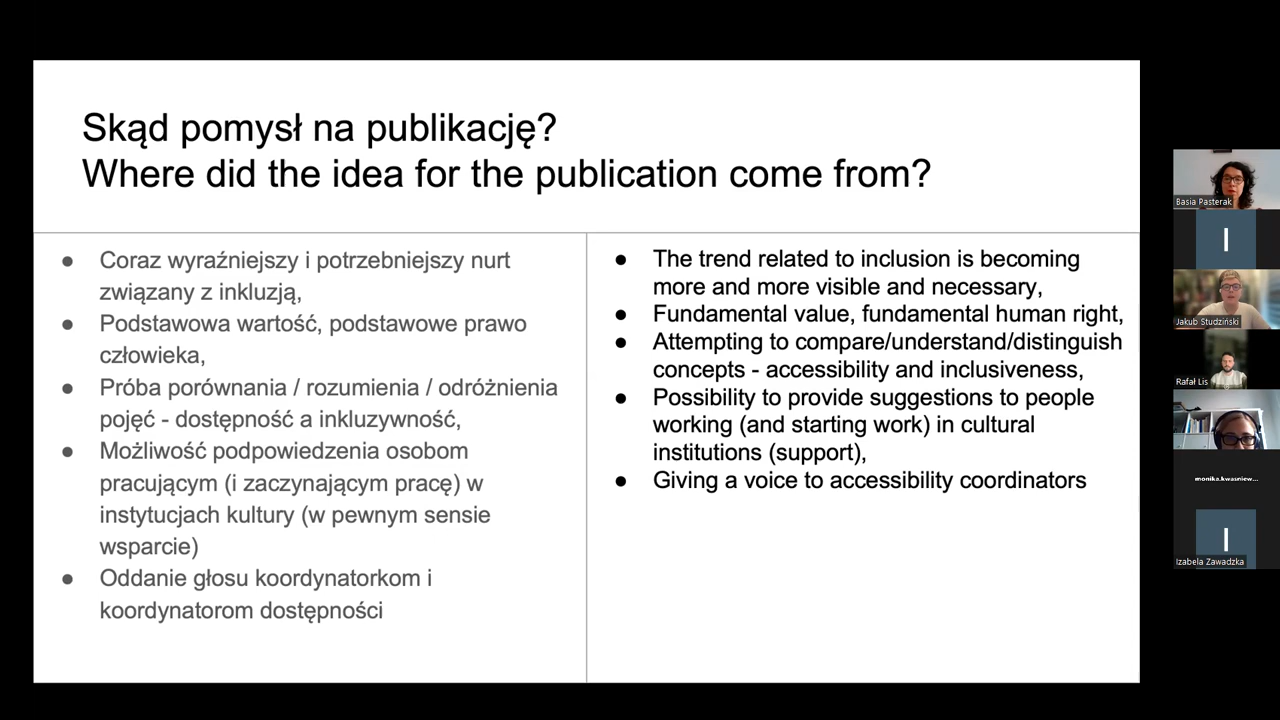 Skąd pomysł na publikację?
Where did the idea for the publication come from?
● Coraz wyraźniejszy i potrzebniejszy nurt
związany z inkluzją,
● Podstawowa wartość, podstawowe prawo
człowieka,
● Próba porównania / rozumienia / odróżnienia
pojęć - dostępność a inkluzywność,
● Możliwość podpowiedzenia osobom
pracującym (i zaczynającym pracę) w
instytucjach kultury (w pewnym sensie
wsparcie)
● Oddanie głosu koordynatorkom i
koordynatorom dostępności
● The trend related to inclusion is becoming
more and more visible and necessary,
● Fundamental value, fundamental human right,
● Attempting to compare/understand/distinguish
concepts - accessibility and inclusiveness,
● Possibility to provide suggestions to people
working (and starting work) in cultural
institutions (support),
● Giving a voice to accessibility coordinators
Basia Pasterak
I
Jakub Studziński
Rafał Lis
monika.kwasniew...
I
Izabela Zawadzka